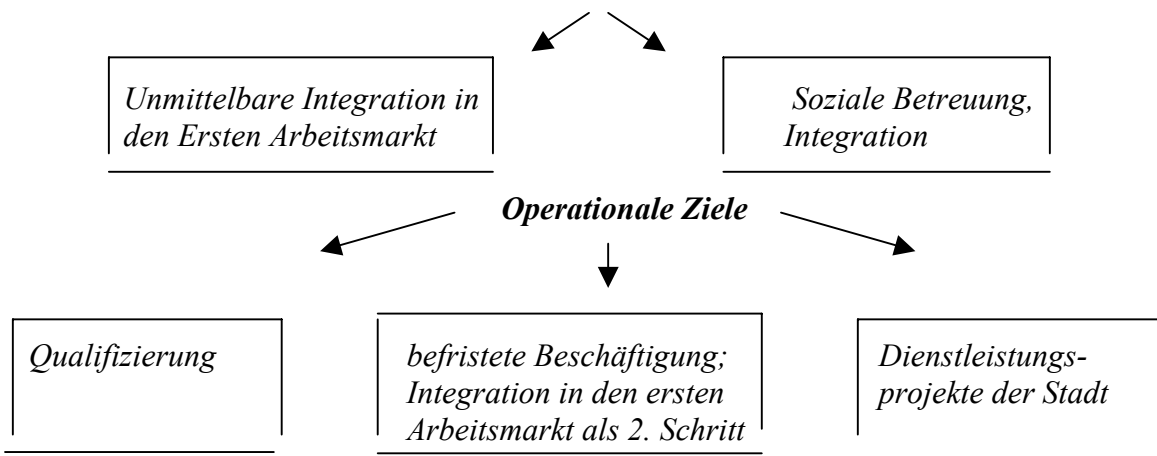 Unmittelbare Integration in
den Ersten Arbeitsmarkt
Soziale Betreuung,
Integration
Operationale Ziele
Qualifizierung
befristete Beschäftigung;
Integration in den ersten
Arbeitsmarkt als 2. Schritt
Dienstleistungs-
projekte der Stadt